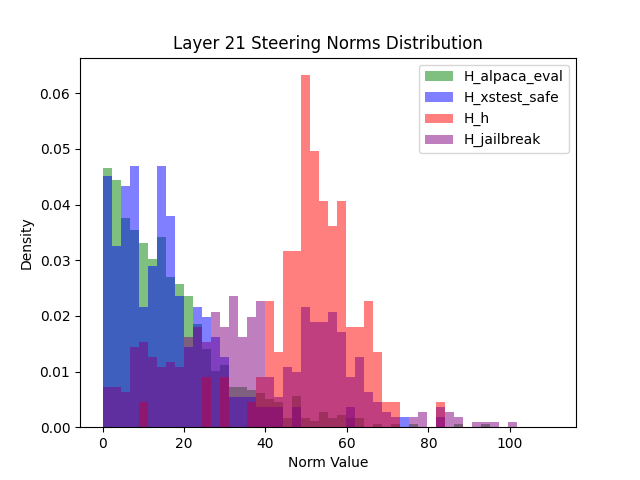 Layer 21 Steering Norms Distribution
H_alpaca_eval
H_xstest_safe
H_h
H_jailbreak
Density
0.06
0.05
0.04
0.03
0.02
0.01
0.00
0 20 40 60 80 100
Norm Value